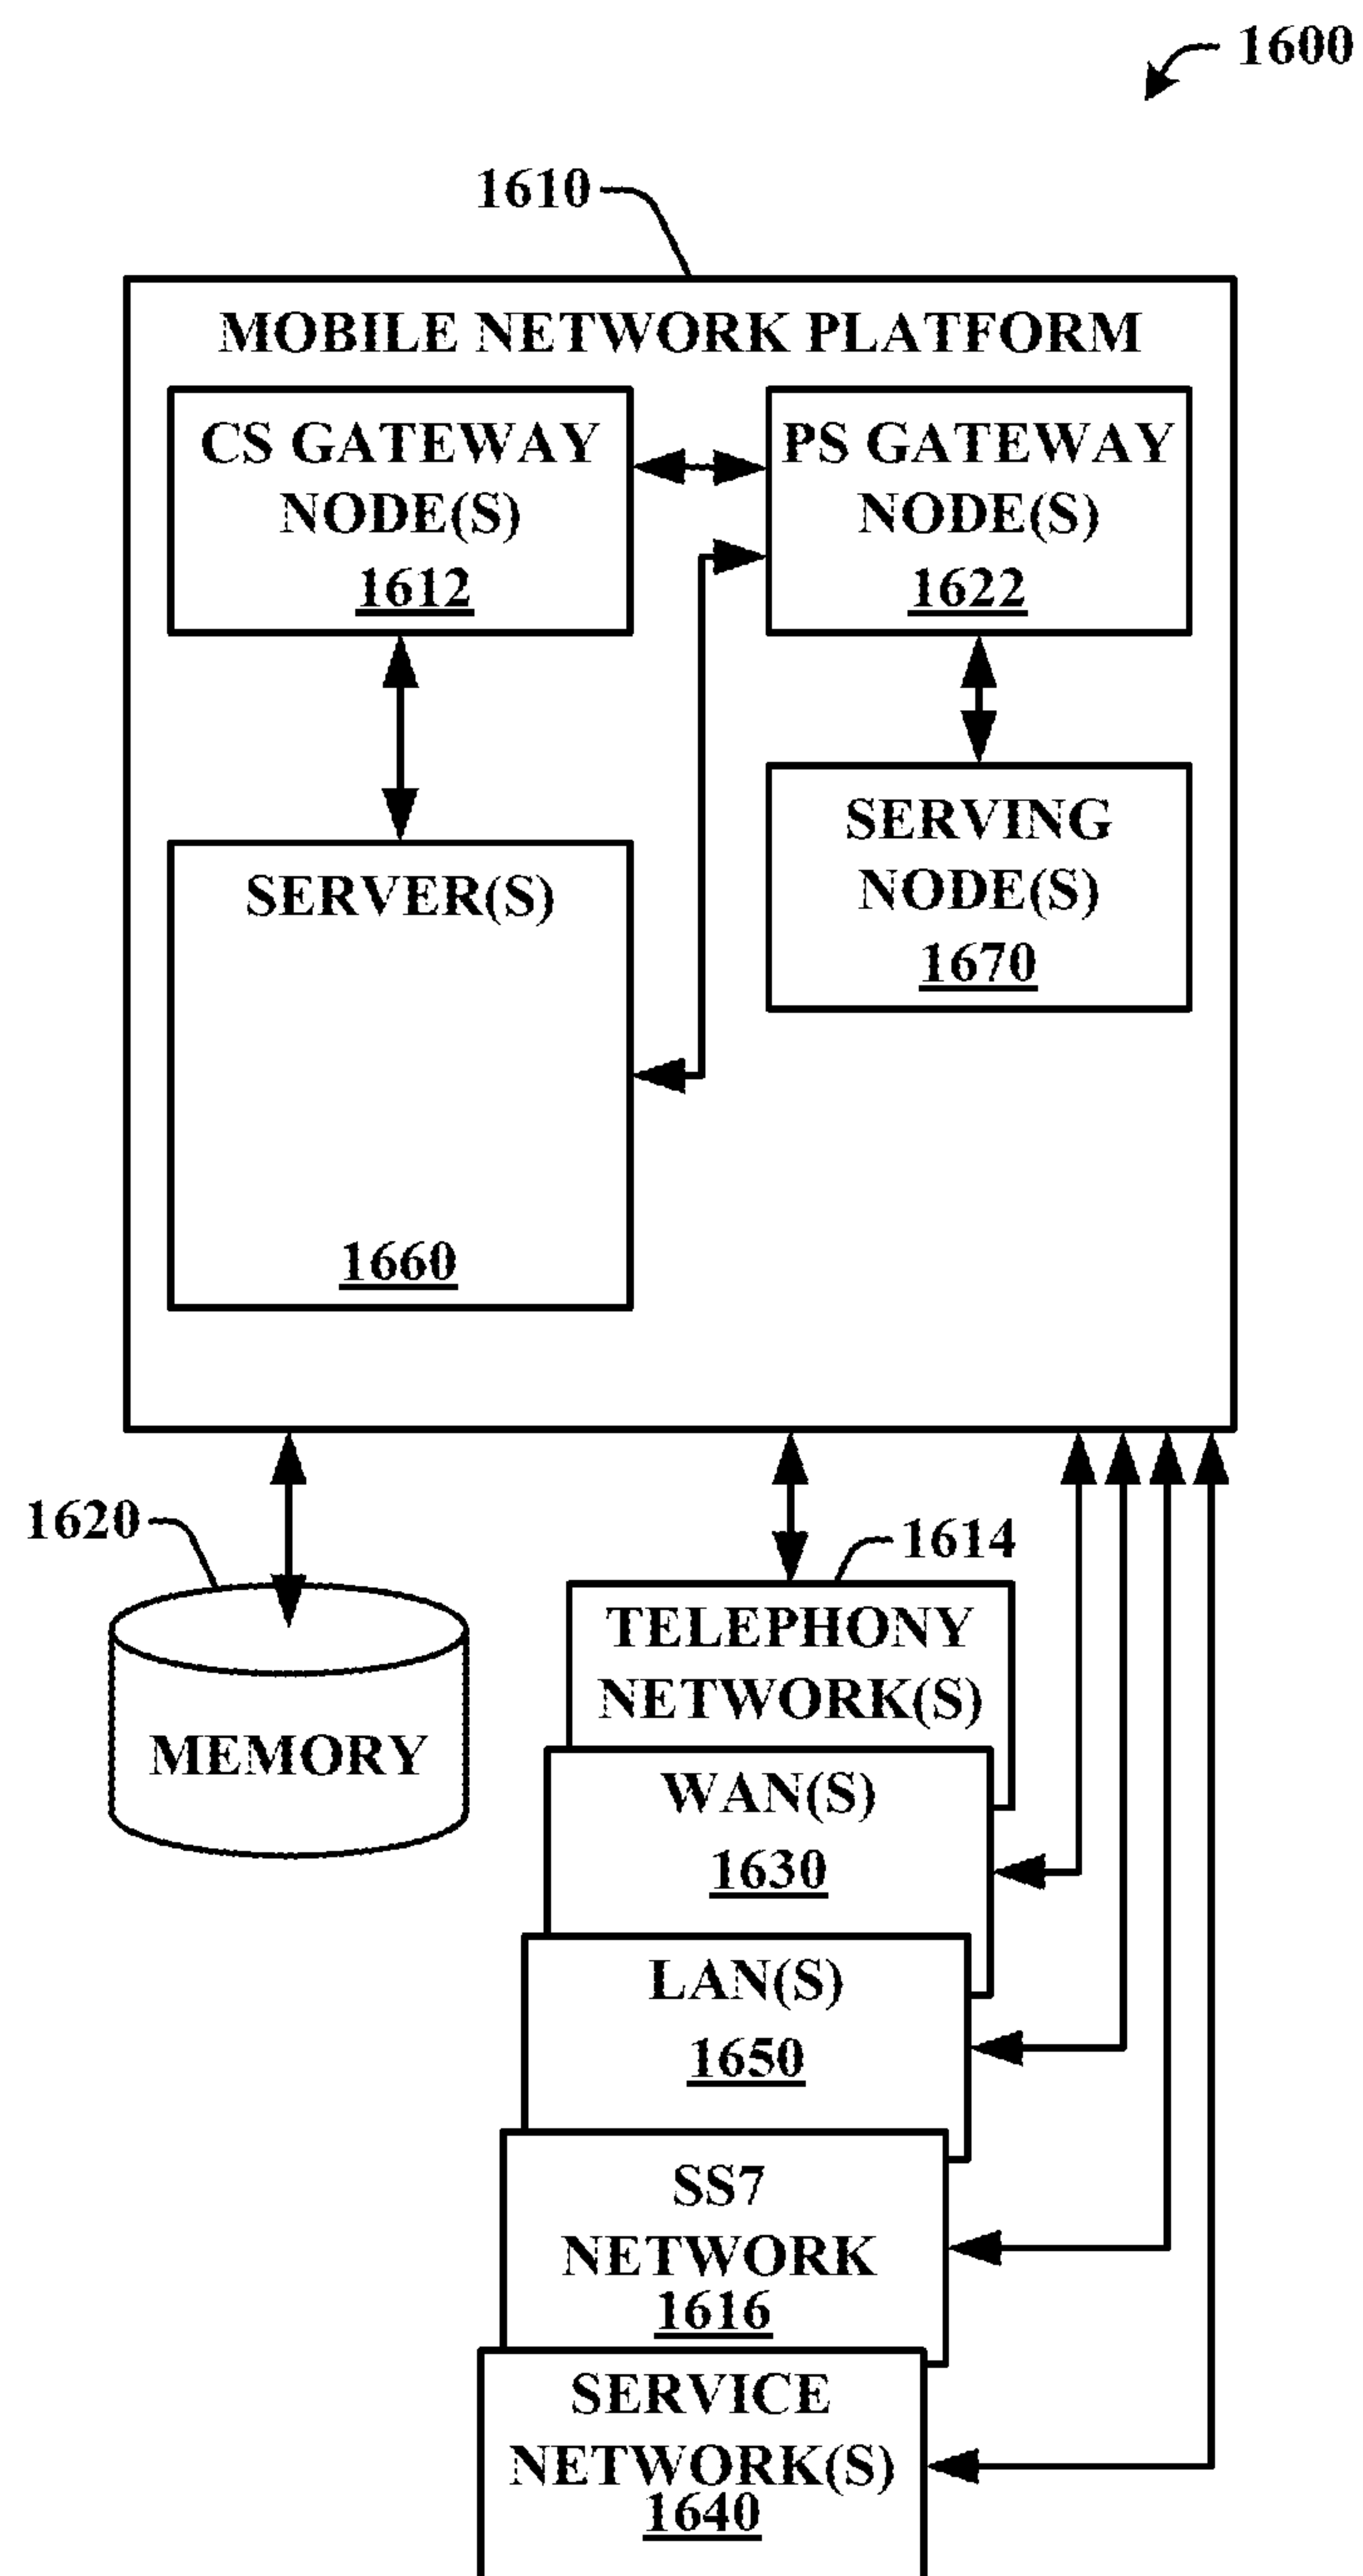 1600
1610
MOBILE NETWORK PLATFORM
CS GATEWAY
NODE(S)
1612
PS GATEWAY
NODE(S)
1622
SERVING
NODE(S)
1670
SERVER(S)
1660
1620
MEMORY
1614
TELEPHONY
NETWORK(S)
WAN(S)
1630
LAN(S)
1650
SS7
NETWORK
1616
SERVICE
NETWORK(S)
1640